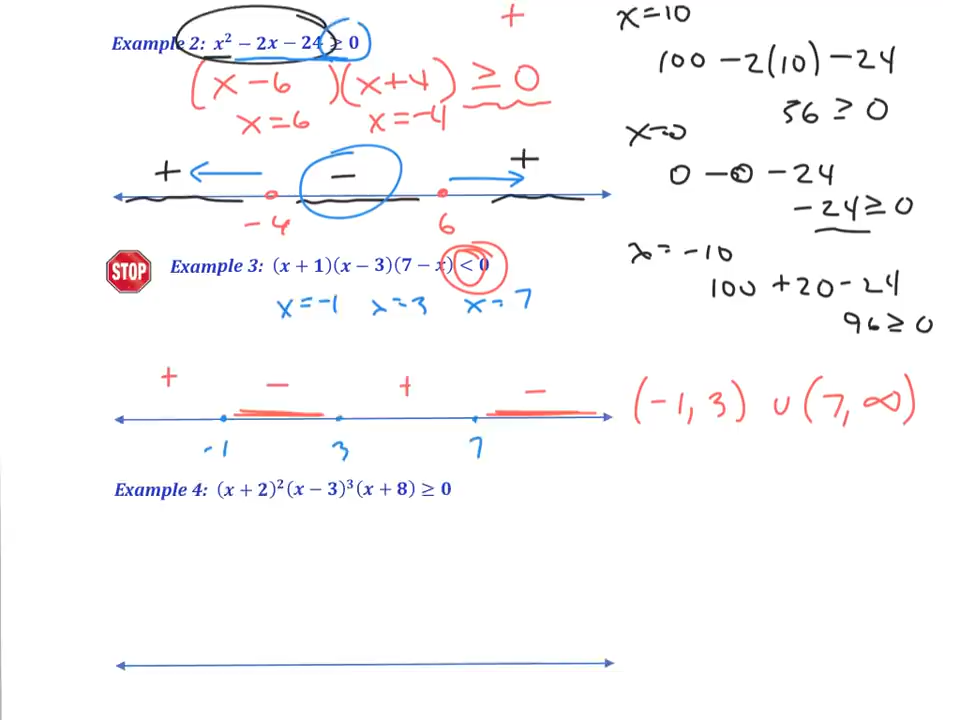 Example 2: x² − 2x − 24 ≥ 0
+
(x − 6 )(x + 4) ≥ 0
x = 6 x = −4
+ − +
−4 6
x = 10
100 − 2(10) − 24
56 ≥ 0
x = 0
0 − 0 − 24
−24 ≥ 0
x = −10
100 + 20 − 24
96 ≥ 0
STOP
Example 3: (x + 1)(x − 3)(7 − x) < 0
x = −1 x = 3 x = 7
+ − + −
−1 3 7
(−1, 3) ∪ (7, ∞)
Example 4: (x + 2)²(x − 3)³(x + 8) ≥ 0